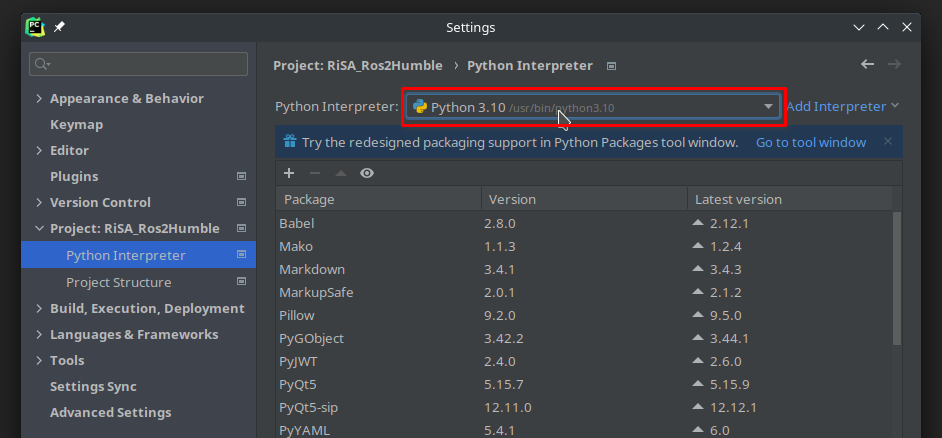 PC
Settings
Project: RiSA_Ros2Humble › Python Interpreter
Appearance & Behavior
Keymap
Editor
Plugins
Version Control
Project: RiSA_Ros2Humble
Python Interpreter
Project Structure
Build, Execution, Deployment
Languages & Frameworks
Tools
Settings Sync
Advanced Settings
Python Interpreter: Python 3.10 /usr/bin/python3.10 Add Interpreter
Try the redesigned packaging support in Python Packages tool window. Go to tool window
Package Version Latest version
Babel 2.8.0 2.12.1
Mako 1.1.3 1.2.4
Markdown 3.4.1 3.4.3
MarkupSafe 2.0.1 2.1.2
Pillow 9.2.0 9.5.0
PyGObject 3.42.2 3.44.1
PyJWT 2.4.0 2.6.0
PyQt5 5.15.7 5.15.9
PyQt5-sip 12.11.0 12.12.1
PyYAML 5.4.1 6.0